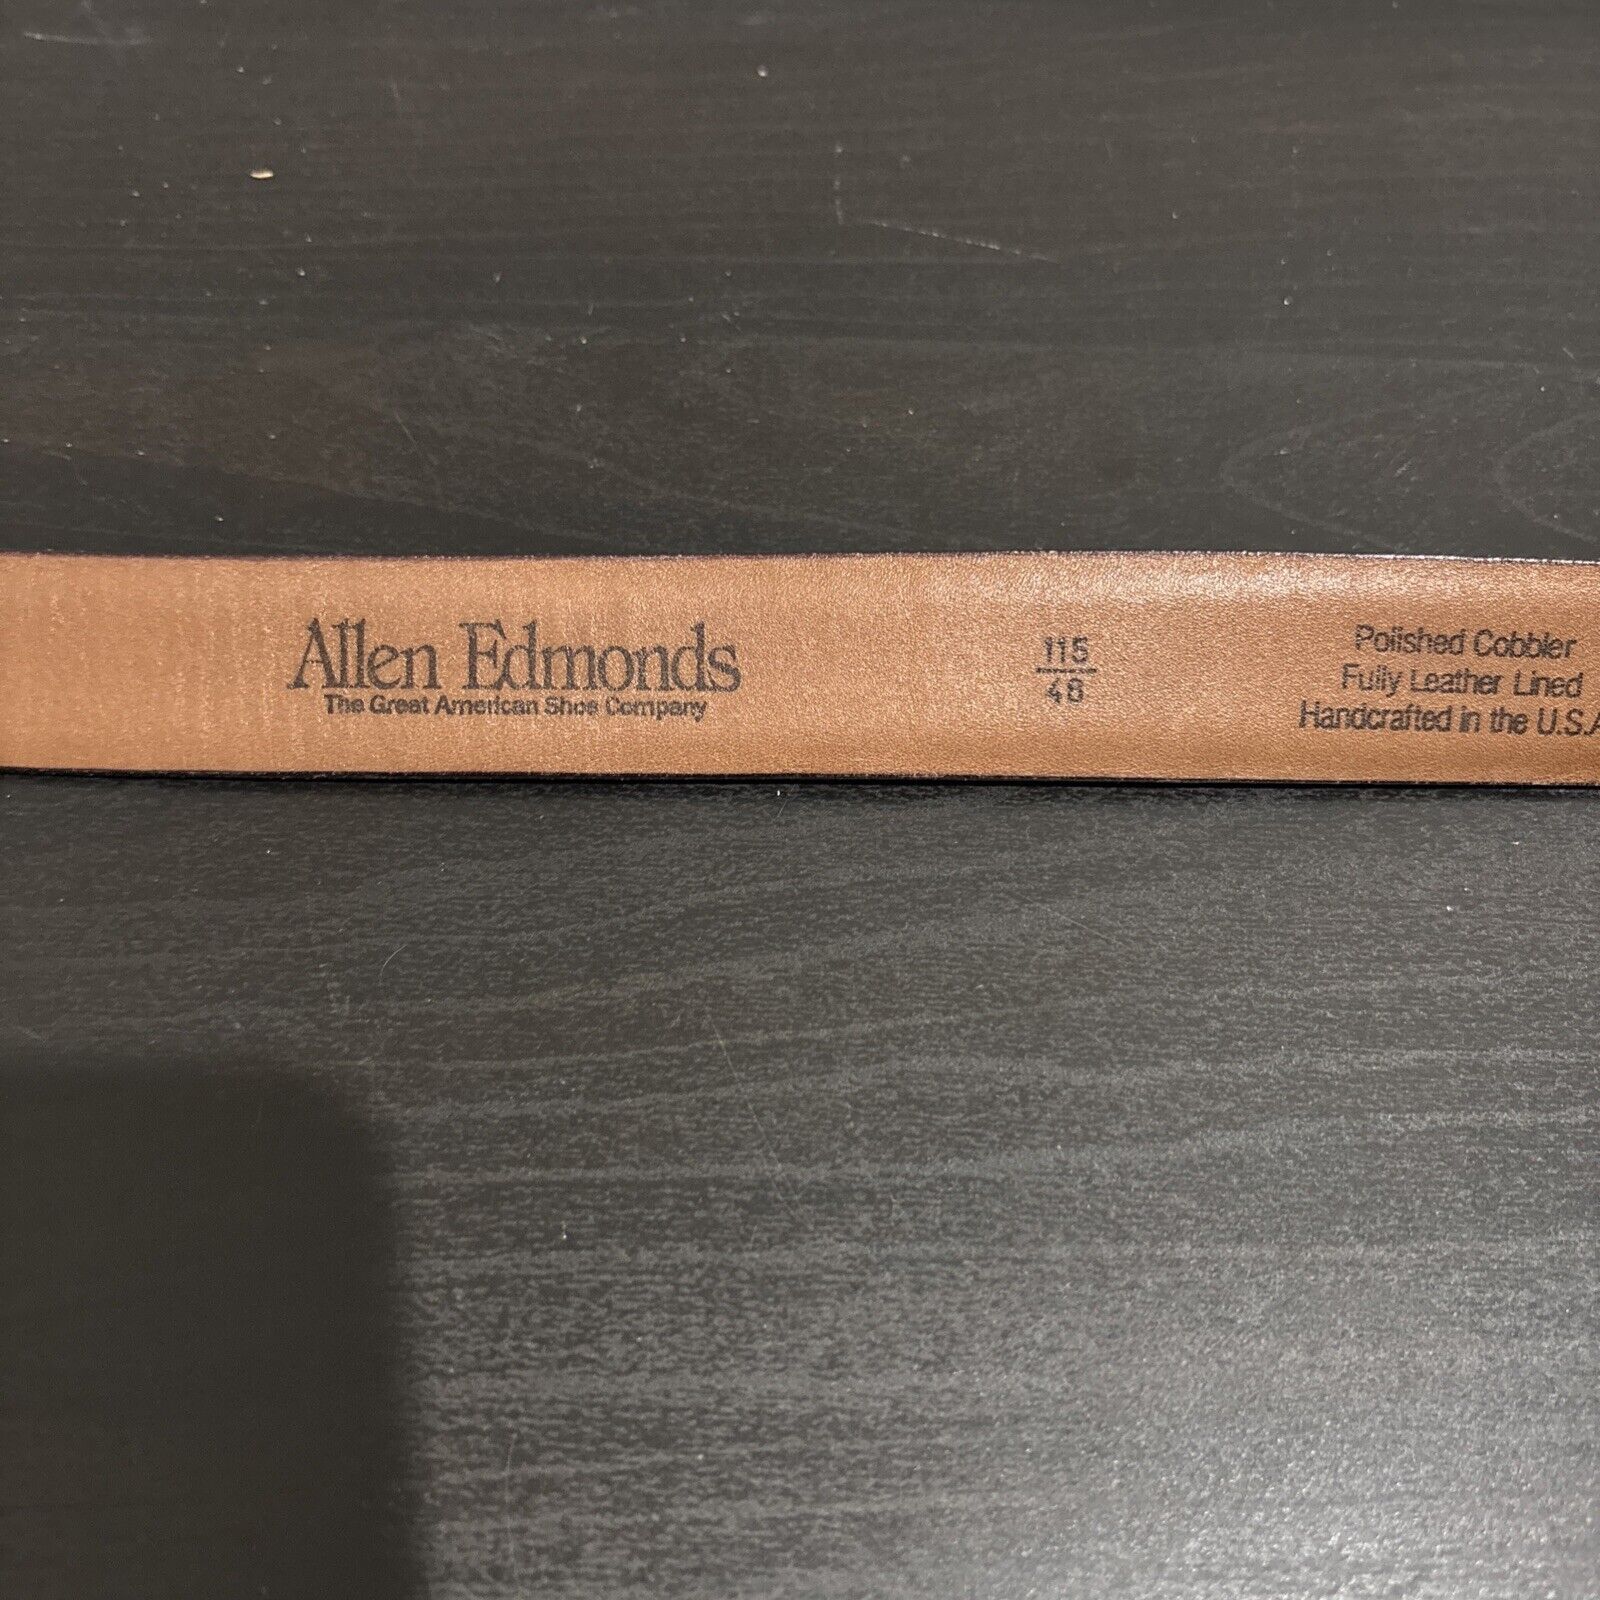 Allen Edmonds
The Great American Shoe Company
115
46
Polished Cobbler
Fully Leather Lined
Handcrafted in the U.S.A